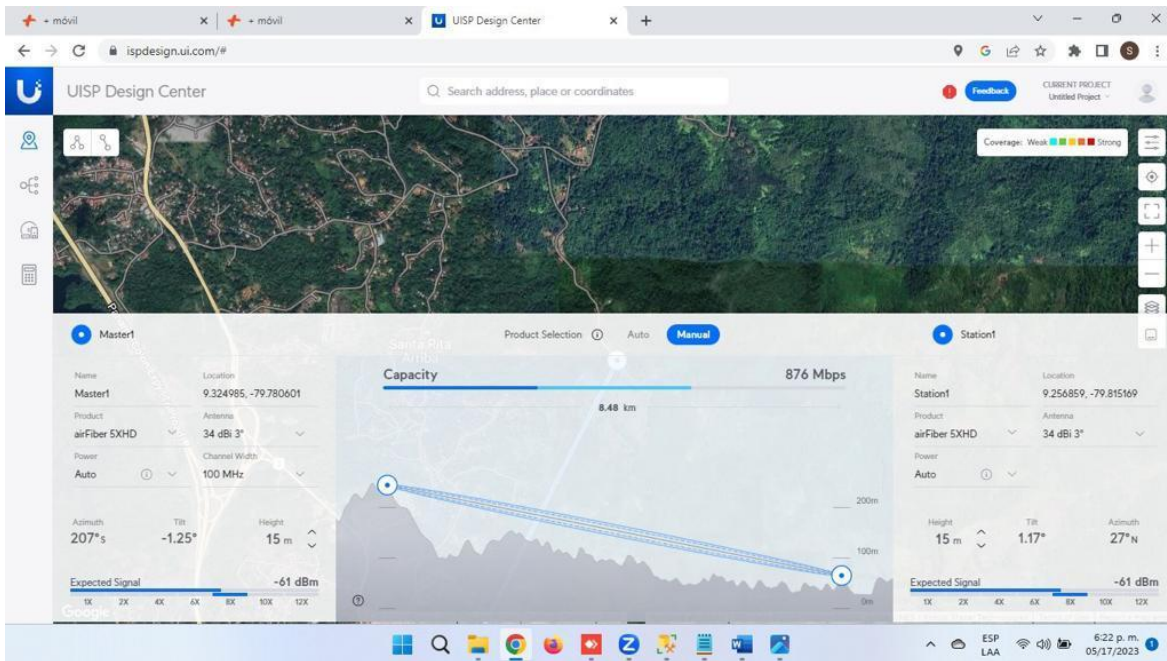 + móvil
+ móvil
UISP Design Center
ispdesign.ui.com/#
S
UISP Design Center
Search address, place or coordinates
Feedback
CURRENT PROJECT
Untitled Project
Coverage: Weak Strong
Master1
Product Selection Auto Manual
Station1
Santa Rita
Arriba
Name
Master1
Location
9.324985, -79.780601
Product
airFiber 5XHD
Antenna
34 dBi 3°
Power
Auto
Channel Width
100 MHz
Azimuth
207°S
Tilt
-1.25°
Height
15 m
Expected Signal -61 dBm
1X 2X 4X 6X 8X 10X 12X
Google
Capacity 876 Mbps
8.48 km
200m
100m
0m
Name
Station1
Location
9.256859, -79.815169
Product
airFiber 5XHD
Antenna
34 dBi 3°
Power
Auto
Height
15 m
Tilt
1.17°
Azimuth
27°N
Expected Signal -61 dBm
1X 2X 4X 6X 8X 10X 12X
ESP
LAA
6:22 p. m.
05/17/2023
1